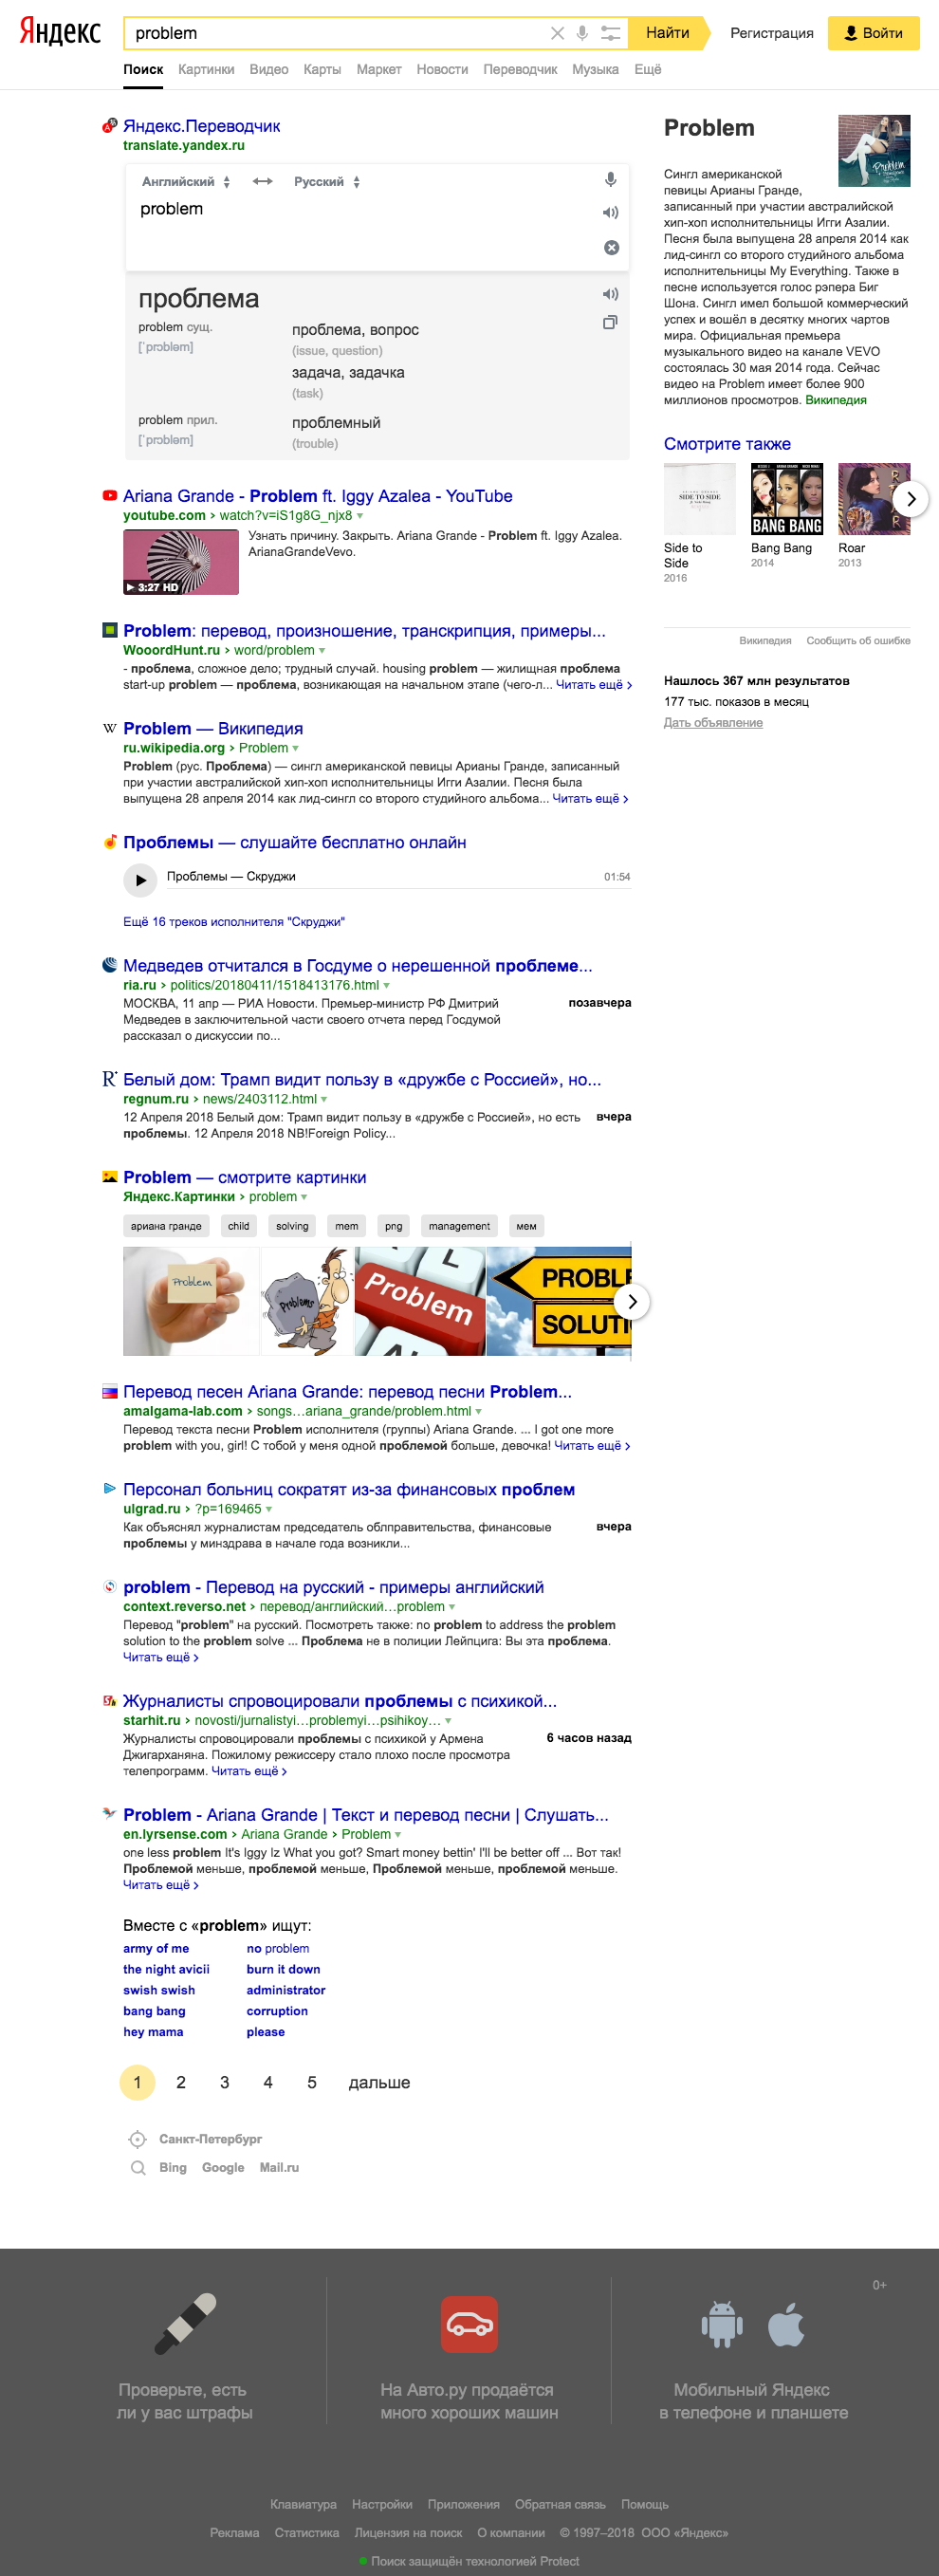 Яндекс
problem
Найти
Регистрация
Войти
Поиск Картинки Видео Карты Маркет Новости Переводчик Музыка Ещё
Яндекс.Переводчик
translate.yandex.ru
Английский Русский
problem
проблема
problem сущ. проблема, вопрос
[ˈprɔbləm] (issue, question)
задача, задачка
(task)
problem прил. проблемный
[ˈprɔbləm] (trouble)
Ariana Grande - Problem ft. Iggy Azalea - YouTube
youtube.com › watch?v=iS1g8G_njx8
Узнать причину. Закрыть. Ariana Grande - Problem ft. Iggy Azalea.
ArianaGrandeVevo.
3:27 HD
Problem: перевод, произношение, транскрипция, примеры...
WooordHunt.ru › word/problem
- проблема, сложное дело; трудный случай. housing problem — жилищная проблема
start-up problem — проблема, возникающая на начальном этапе (чего-л... Читать ещё ›
Problem — Википедия
ru.wikipedia.org › Problem
Problem (рус. Проблема) — сингл американской певицы Арианы Гранде, записанный
при участии австралийской хип-хоп исполнительницы Игги Азалии. Песня была
выпущена 28 апреля 2014 как лид-сингл со второго студийного альбома... Читать ещё ›
Проблемы — слушайте бесплатно онлайн
Проблемы — Скруджи 01:54
Ещё 16 треков исполнителя "Скруджи"
Медведев отчитался в Госдуме о нерешенной проблеме...
ria.ru › politics/20180411/1518413176.html
МОСКВА, 11 апр — РИА Новости. Премьер-министр РФ Дмитрий позавчера
Медведев в заключительной части своего отчета перед Госдумой
рассказал о дискуссии по...
Белый дом: Трамп видит пользу в «дружбе с Россией», но...
regnum.ru › news/2403112.html
12 Апреля 2018 Белый дом: Трамп видит пользу в «дружбе с Россией», но есть вчера
проблемы. 12 Апреля 2018 NB!Foreign Policy...
Problem — смотрите картинки
Яндекс.Картинки › problem
ариана гранде child solving mem png management мем
Problem
Problems
L
Problem
PROBLE
SOLUTI
Перевод песен Ariana Grande: перевод песни Problem...
amalgama-lab.com › songs…ariana_grande/problem.html
Перевод текста песни Problem исполнителя (группы) Ariana Grande. ... I got one more
problem with you, girl! С тобой у меня одной проблемой больше, девочка! Читать ещё ›
Персонал больниц сократят из-за финансовых проблем
ulgrad.ru › ?p=169465
Как объяснял журналистам председатель облправительства, финансовые вчера
проблемы у минздрава в начале года возникли...
problem - Перевод на русский - примеры английский
context.reverso.net › перевод/английский…problem
Перевод "problem" на русский. Посмотреть также: no problem to address the problem
solution to the problem solve ... Проблема не в полиции Лейпцига: Вы эта проблема.
Читать ещё ›
Журналисты спровоцировали проблемы с психикой...
starhit.ru › novosti/jurnalistyi…problemyi…psihikoy…
Журналисты спровоцировали проблемы с психикой у Армена 6 часов назад
Джигарханяна. Пожилому режиссеру стало плохо после просмотра
телепрограмм. Читать ещё ›
Problem - Ariana Grande | Текст и перевод песни | Слушать...
en.lyrsense.com › Ariana Grande › Problem
one less problem It's Iggy Iz What you got? Smart money bettin' I'll be better off ... Вот так!
Проблемой меньше, проблемой меньше, Проблемой меньше, проблемой меньше.
Читать ещё ›
Вместе с «problem» ищут:
army of me no problem
the night avicii burn it down
swish swish administrator
bang bang corruption
hey mama please
1 2 3 4 5 дальше
Санкт-Петербург
Bing Google Mail.ru
Problem
Сингл американской
певицы Арианы Гранде,
записанный при участии австралийской
хип-хоп исполнительницы Игги Азалии.
Песня была выпущена 28 апреля 2014 как
лид-сингл со второго студийного альбома
исполнительницы My Everything. Также в
песне используется голос рэпера Биг
Шона. Сингл имел большой коммерческий
успех и вошёл в десятку многих чартов
мира. Официальная премьера
музыкального видео на канале VEVO
состоялась 30 мая 2014 года. Сейчас
видео на Problem имеет более 900
миллионов просмотров. Википедия
Смотрите также
SIDE TO SIDE
BANG BANG
Side to Bang Bang Roar
Side 2014 2013
2016
Википедия Сообщить об ошибке
Нашлось 367 млн результатов
177 тыс. показов в месяц
Дать объявление
0+
Проверьте, есть
ли у вас штрафы
На Авто.ру продаётся
много хороших машин
Мобильный Яндекс
в телефоне и планшете
Клавиатура Настройки Приложения Обратная связь Помощь
Реклама Статистика Лицензия на поиск О компании © 1997–2018 ООО «Яндекс»
Поиск защищён технологией Protect